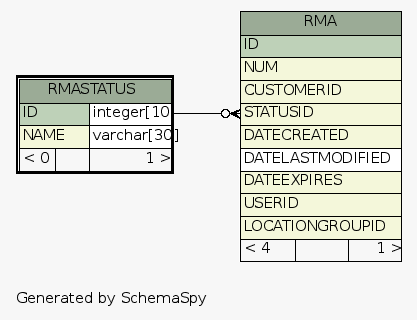 RMASTATUS
ID integer[10
NAME varchar[30]
< 0 1 >
RMA
ID
NUM
CUSTOMERID
STATUSID
DATECREATED
DATELASTMODIFIED
DATEEXPIRES
USERID
LOCATIONGROUPID
< 4 1 >
Generated by SchemaSpy